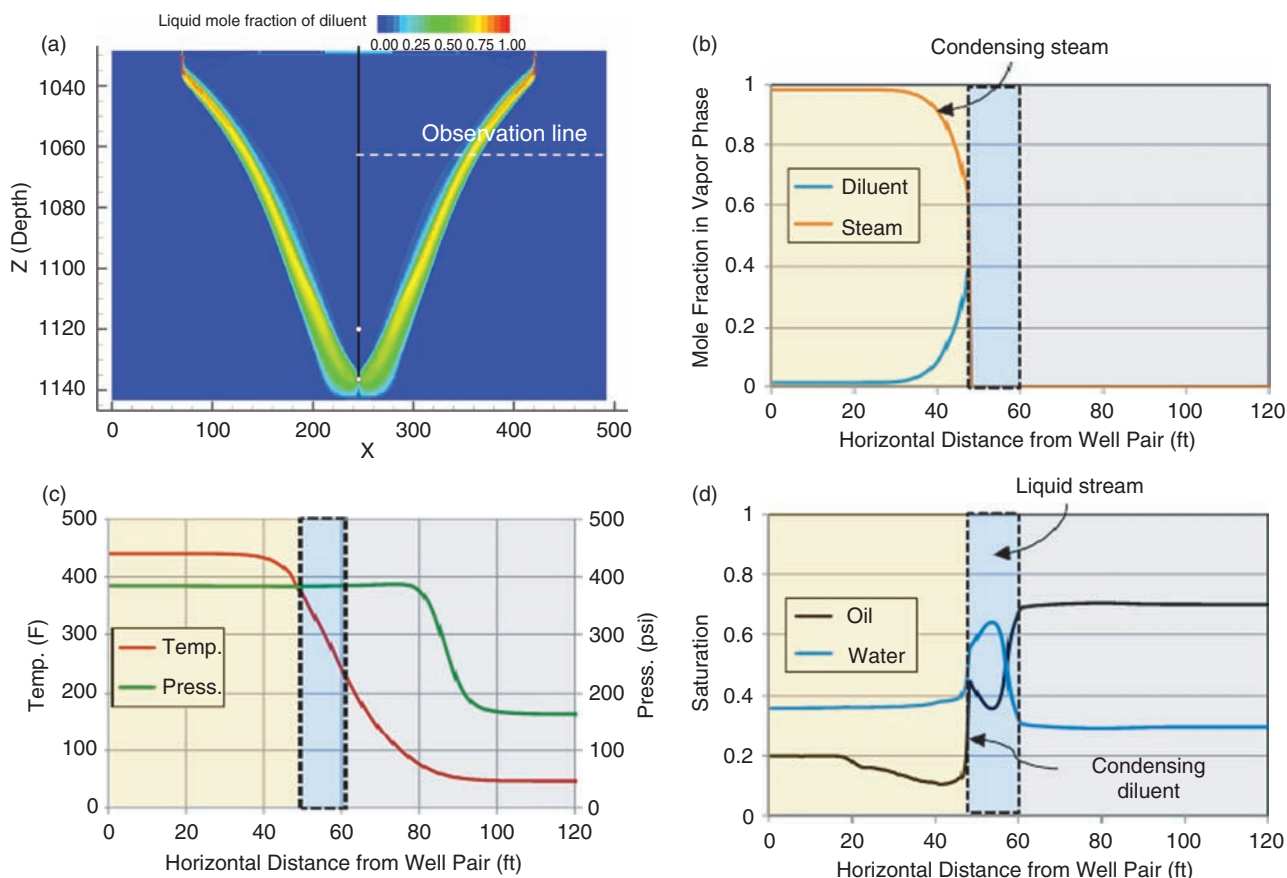 Liquid mole fraction of diluent
0.00 0.25 0.50 0.75 1.00
(a)
Observation line
1040
1060
1080
1100
1120
1140
Z (Depth)
0 100 200 300 400 500
X
(b)
Condensing steam
1
0.8
0.6
0.4
0.2
0
Mole Fraction in Vapor Phase
Diluent
Steam
0 20 40 60 80 100 120
Horizontal Distance from Well Pair (ft)
(c)
500
400
300
200
100
0
Temp. (F)
Temp.
Press.
500
400
300
200
100
0
Press. (psi)
0 20 40 60 80 100 120
Horizontal Distance from Well Pair (ft)
(d)
Liquid stream
1
0.8
0.6
0.4
0.2
0
Saturation
Oil
Water
Condensing
diluent
0 20 40 60 80 100 120
Horizontal Distance from Well Pair (ft)